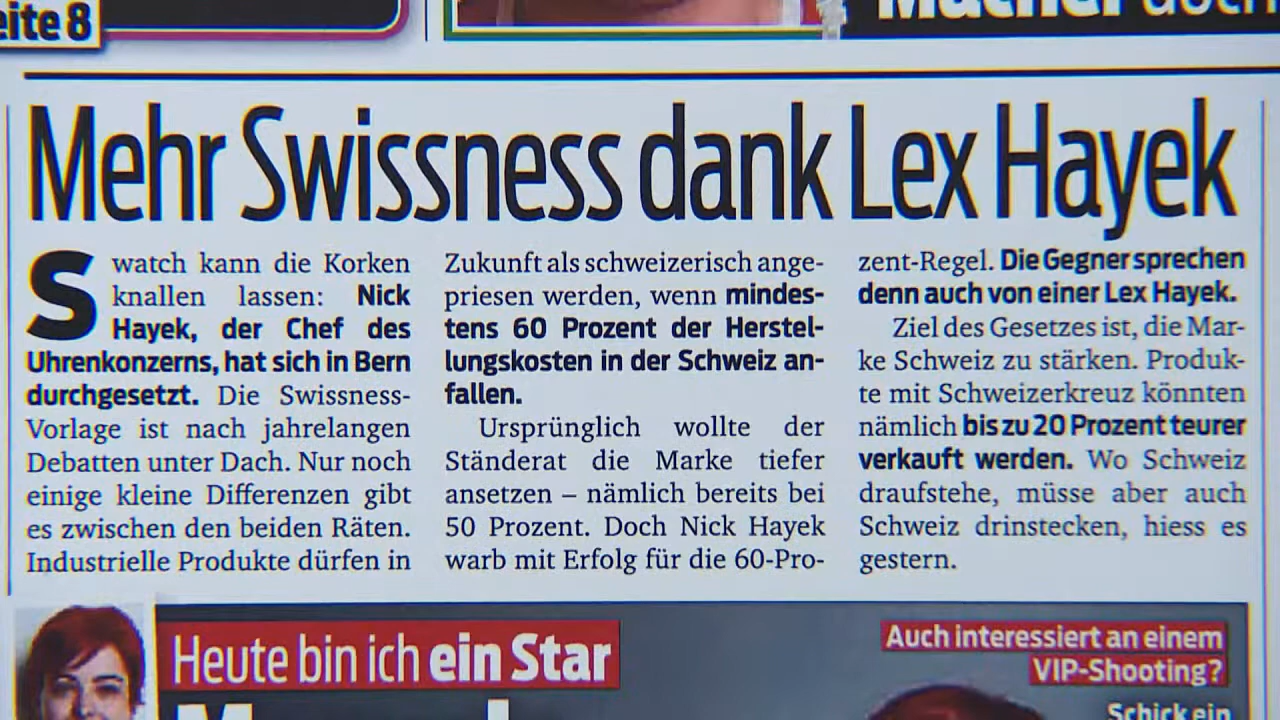 eite 8
Macher doch
Mehr Swissness dank Lex Hayek
Swatch kann die Korken
knallen lassen: Nick
Hayek, der Chef des
Uhrenkonzerns, hat sich in Bern
durchgesetzt. Die Swissness-
Vorlage ist nach jahrelangen
Debatten unter Dach. Nur noch
einige kleine Differenzen gibt
es zwischen den beiden Räten.
Industrielle Produkte dürfen in
Zukunft als schweizerisch ange-
priesen werden, wenn mindes-
tens 60 Prozent der Herstel-
lungskosten in der Schweiz an-
fallen.
Ursprünglich wollte der
Ständerat die Marke tiefer
ansetzen – nämlich bereits bei
50 Prozent. Doch Nick Hayek
warb mit Erfolg für die 60-Pro-
zent-Regel. Die Gegner sprechen
denn auch von einer Lex Hayek.
Ziel des Gesetzes ist, die Mar-
ke Schweiz zu stärken. Produk-
te mit Schweizerkreuz könnten
nämlich bis zu 20 Prozent teurer
verkauft werden. Wo Schweiz
draufstehe, müsse aber auch
Schweiz drinstecken, hiess es
gestern.
Heute bin ich ein Star
Auch interessiert an einem
VIP-Shooting?
Schick ein